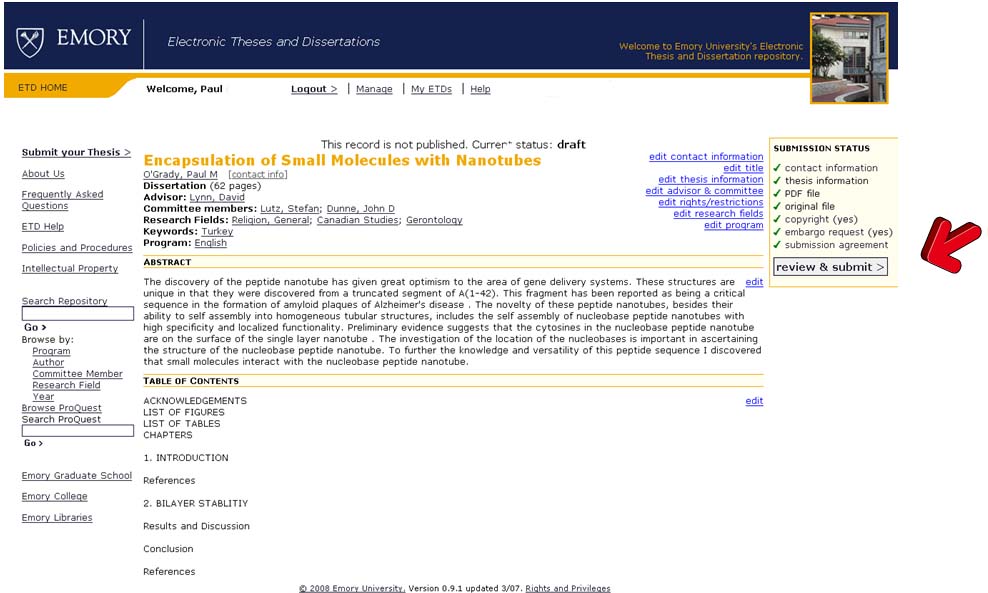 EMORY
Electronic Theses and Dissertations
Welcome to Emory University's Electronic
Thesis and Dissertation repository.
ETD HOME
Welcome, Paul
Logout > | Manage | My ETDs | Help
Submit your Thesis >
About Us
Frequently Asked
Questions
ETD Help
Policies and Procedures
Intellectual Property
Search Repository
Go >
Browse by:
Program
Author
Committee Member
Research Field
Year
Browse ProQuest
Search ProQuest
Go >
Emory Graduate School
Emory College
Emory Libraries
This record is not published. Current status: draft
Encapsulation of Small Molecules with Nanotubes
O'Grady, Paul M [contact info]
Dissertation (62 pages)
Advisor: Lynn, David
Committee members: Lutz, Stefan; Dunne, John D
Research Fields: Religion, General; Canadian Studies; Gerontology
Keywords: Turkey
Program: English
edit contact information
edit title
edit thesis information
edit advisor & committee
edit rights/restrictions
edit research fields
edit program
ABSTRACT
edit
The discovery of the peptide nanotube has given great optimism to the area of gene delivery systems. These structures are
unique in that they were discovered from a truncated segment of A(1-42). This fragment has been reported as being a critical
sequence in the formation of amyloid plaques of Alzheimer's disease . The novelty of these peptide nanotubes, besides their
ability to self assembly into homogeneous tubular structures, includes the self assembly of nucleobase peptide nanotubes with
high specificity and localized functionality. Preliminary evidence suggests that the cytosines in the nucleobase peptide nanotube
are on the surface of the single layer nanotube . The investigation of the location of the nucleobases is important in ascertaining
the structure of the nucleobase peptide nanotube. To further the knowledge and versatility of this peptide sequence I discovered
that small molecules interact with the nucleobase peptide nanotube.
TABLE OF CONTENTS
edit
ACKNOWLEDGEMENTS
LIST OF FIGURES
LIST OF TABLES
CHAPTERS
1. INTRODUCTION
References
2. BILAYER STABLITIY
Results and Discussion
Conclusion
References
SUBMISSION STATUS
✓ contact information
✓ thesis information
✓ PDF file
✓ original file
✓ copyright (yes)
✓ embargo request (yes)
✓ submission agreement
review & submit >
© 2008 Emory University. Version 0.9.1 updated 3/07. Rights and Privileges